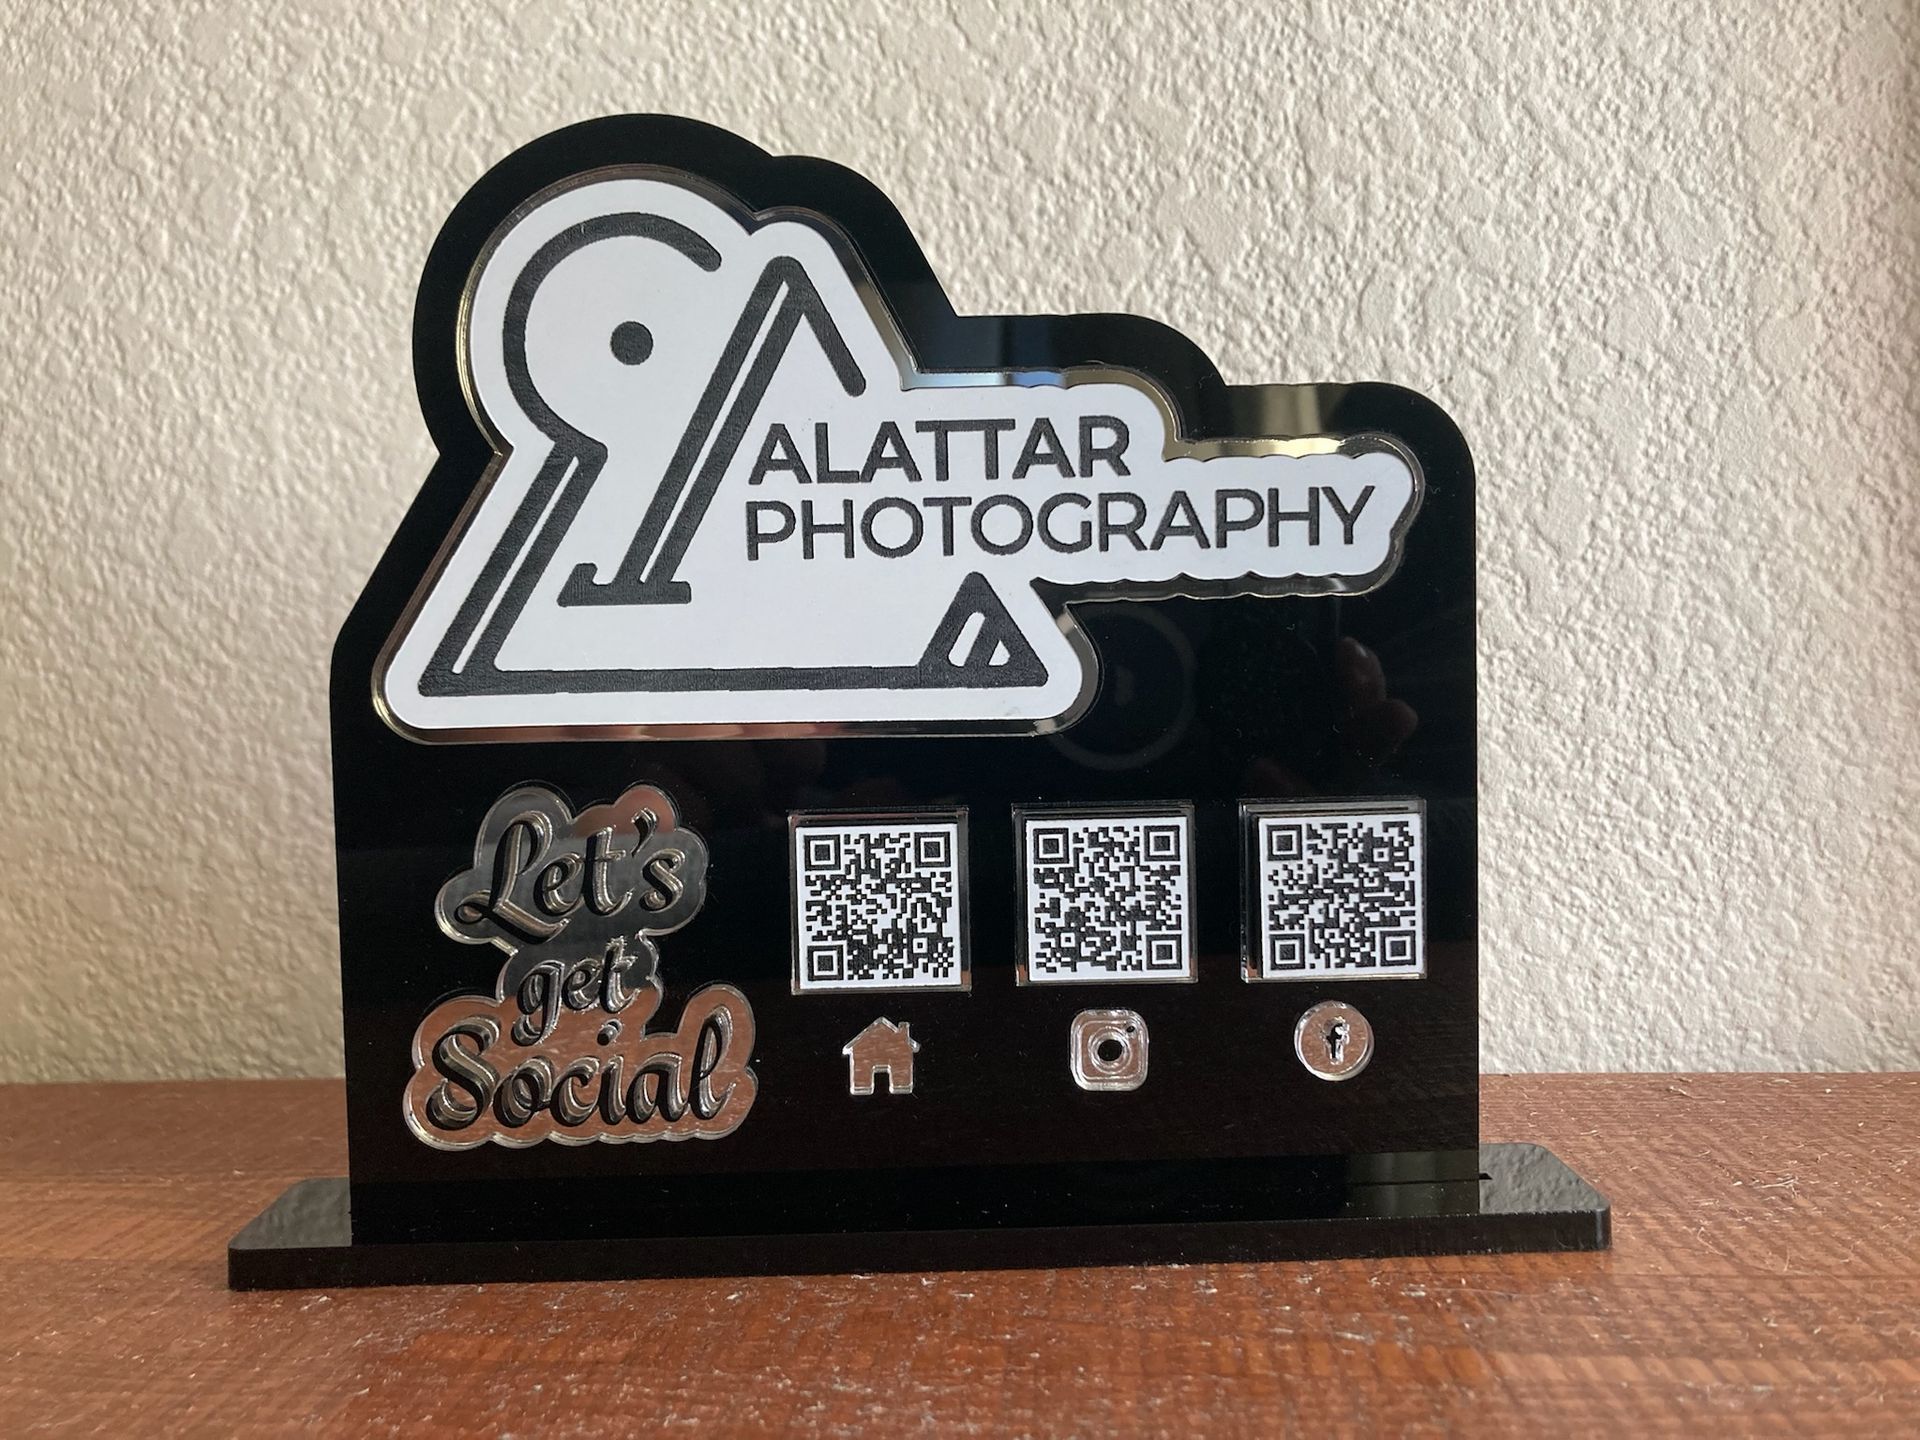 ALATTAR
PHOTOGRAPHY
Let's
get
Social
f